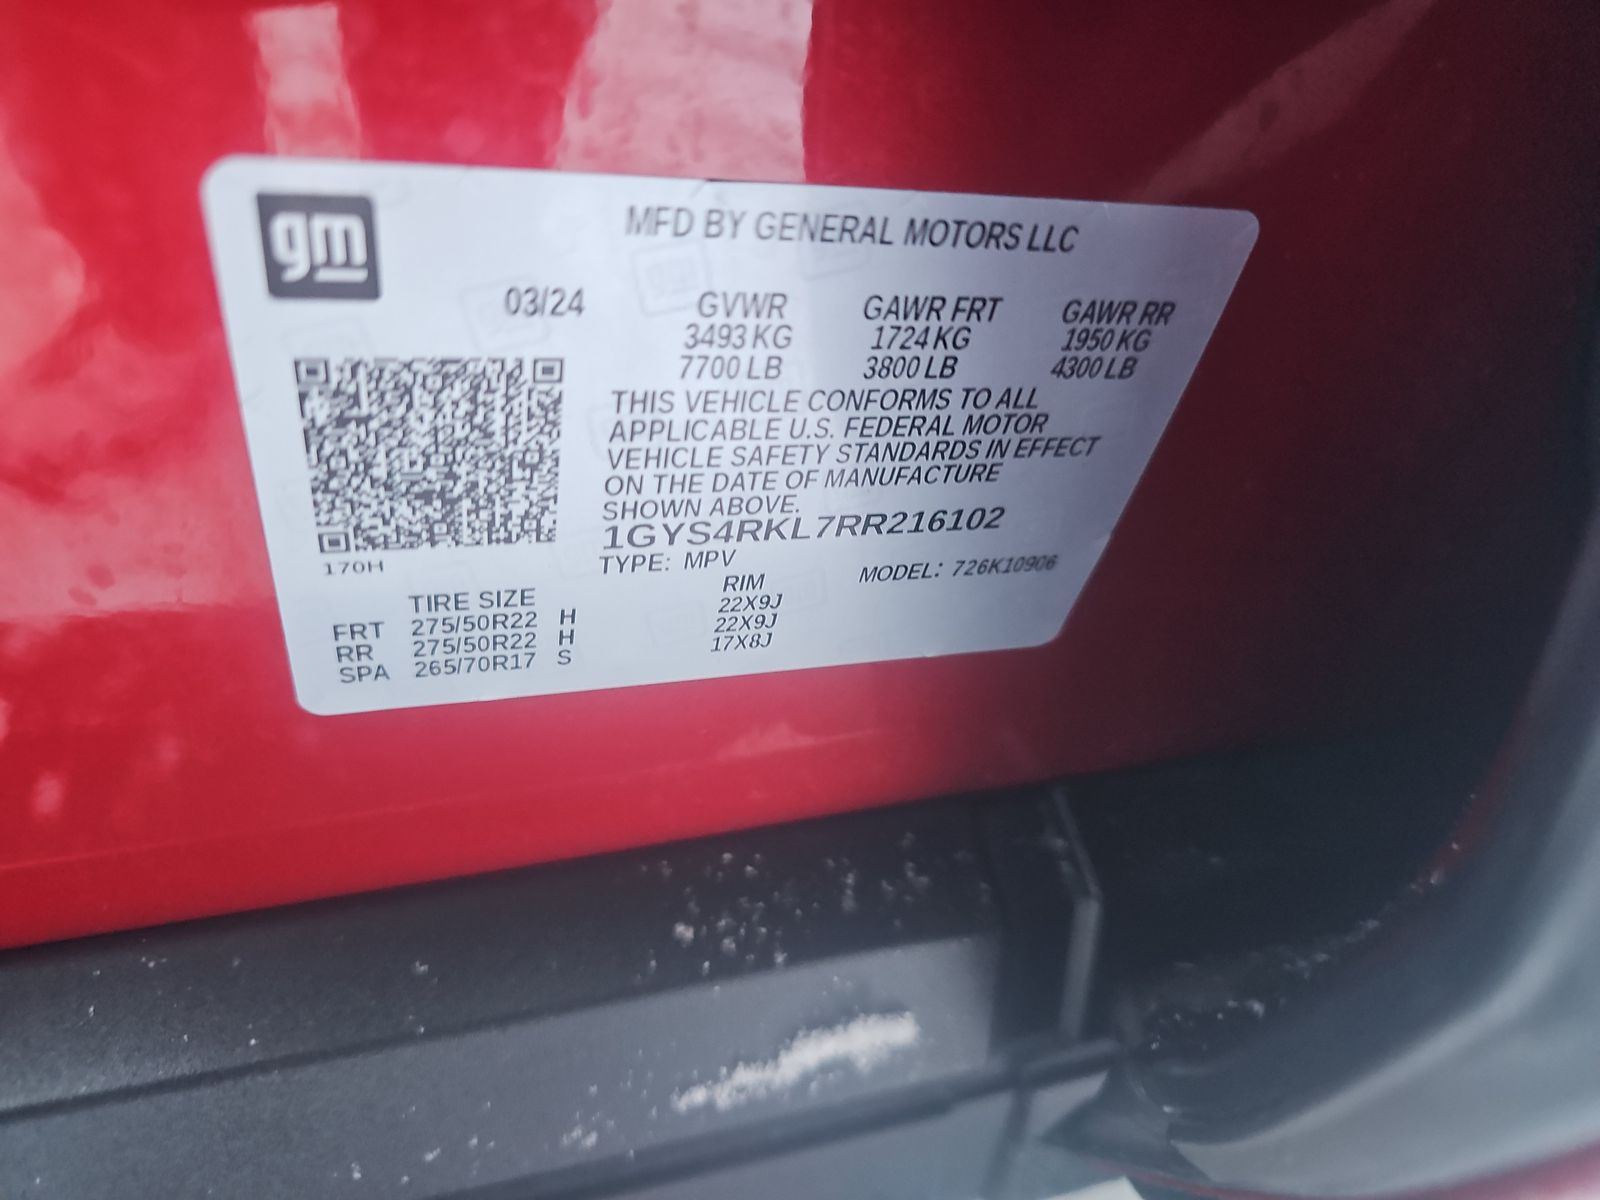 gm
MFD BY GENERAL MOTORS LLC
03/24 GVWR GAWR FRT GAWR RR
3493 KG 1724 KG 1950 KG
7700 LB 3800 LB 4300 LB
THIS VEHICLE CONFORMS TO ALL
APPLICABLE U.S. FEDERAL MOTOR
VEHICLE SAFETY STANDARDS IN EFFECT
ON THE DATE OF MANUFACTURE
SHOWN ABOVE.
1GYS4RKL7RR216102
170H TYPE: MPV MODEL: 726K10906
TIRE SIZE RIM
FRT 275/50R22 H 22X9J
RR 275/50R22 H 22X9J
SPA 265/70R17 S 17X8J